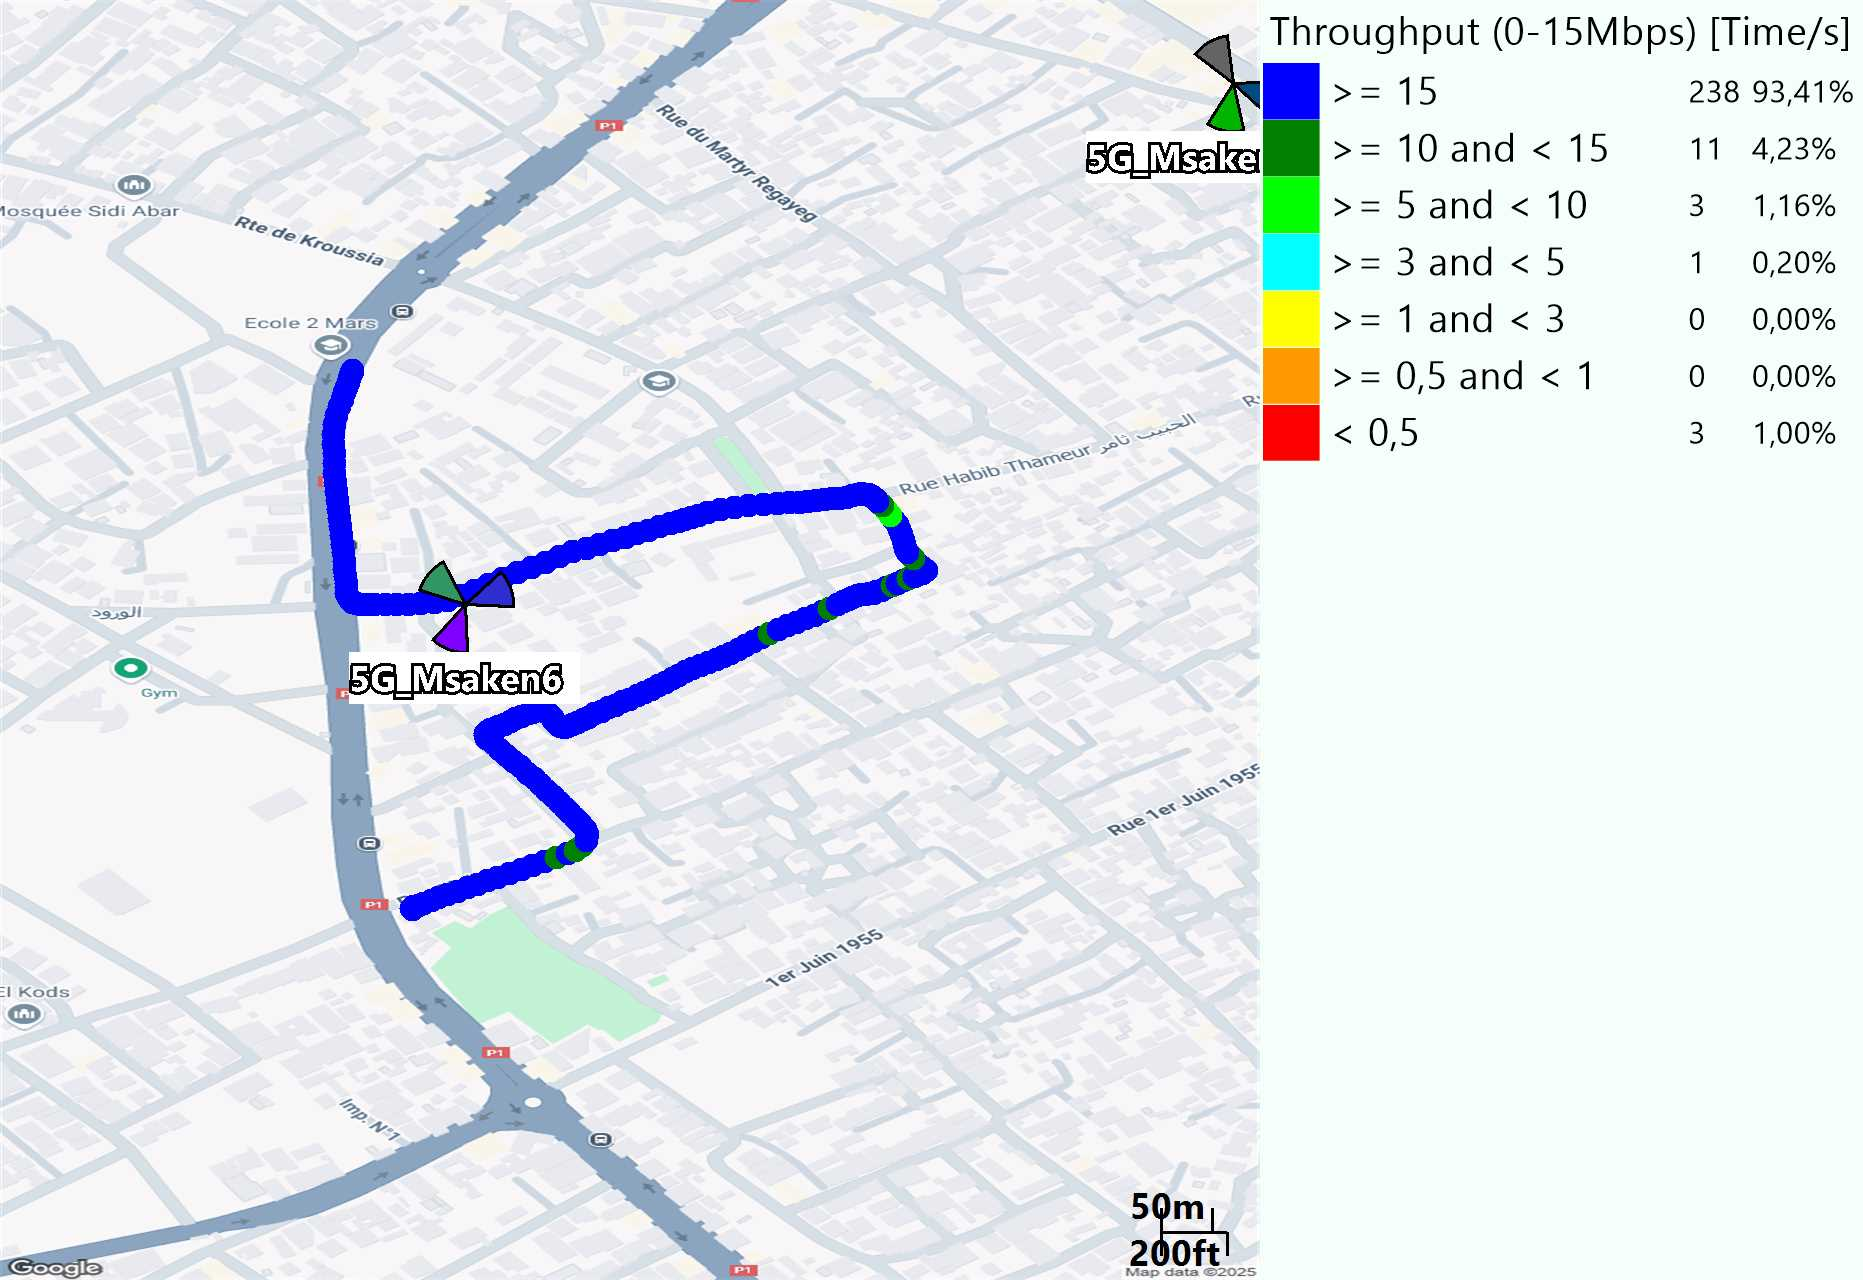 Throughput (0-15Mbps) [Time/s]
>= 15 238 93,41%
>= 10 and < 15 11 4,23%
>= 5 and < 10 3 1,16%
>= 3 and < 5 1 0,20%
>= 1 and < 3 0 0,00%
>= 0,5 and < 1 0 0,00%
< 0,5 3 1,00%
P1
Rue du Martyr Regayeg
5G_Msake
Mosquée Sidi Abar
Rte de Kroussia
Ecole 2 Mars
Rue Habib Thameur الحبيب ثامر
الورود
Gym
5G_Msaken6
Rue 1er Juin 1955
P1
1er Juin 1955
El Kods
P1
Imp. N°1
50m
200ft
Google
P1
Map data ©2025